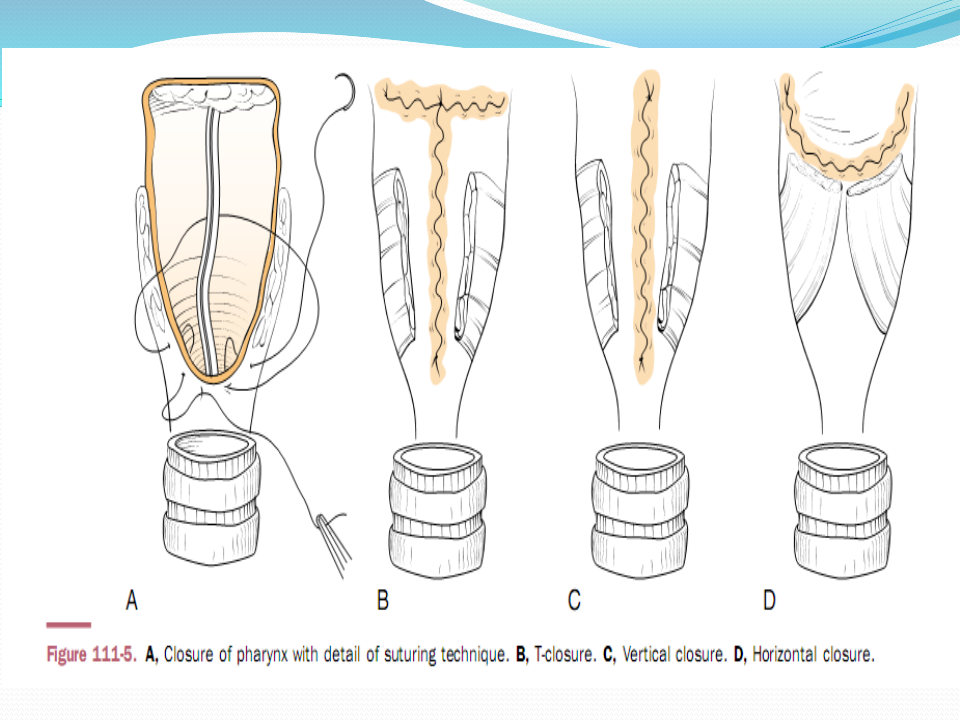 A B C D
Figure 111-5. A, Closure of pharynx with detail of suturing technique. B, T-closure. C, Vertical closure. D, Horizontal closure.